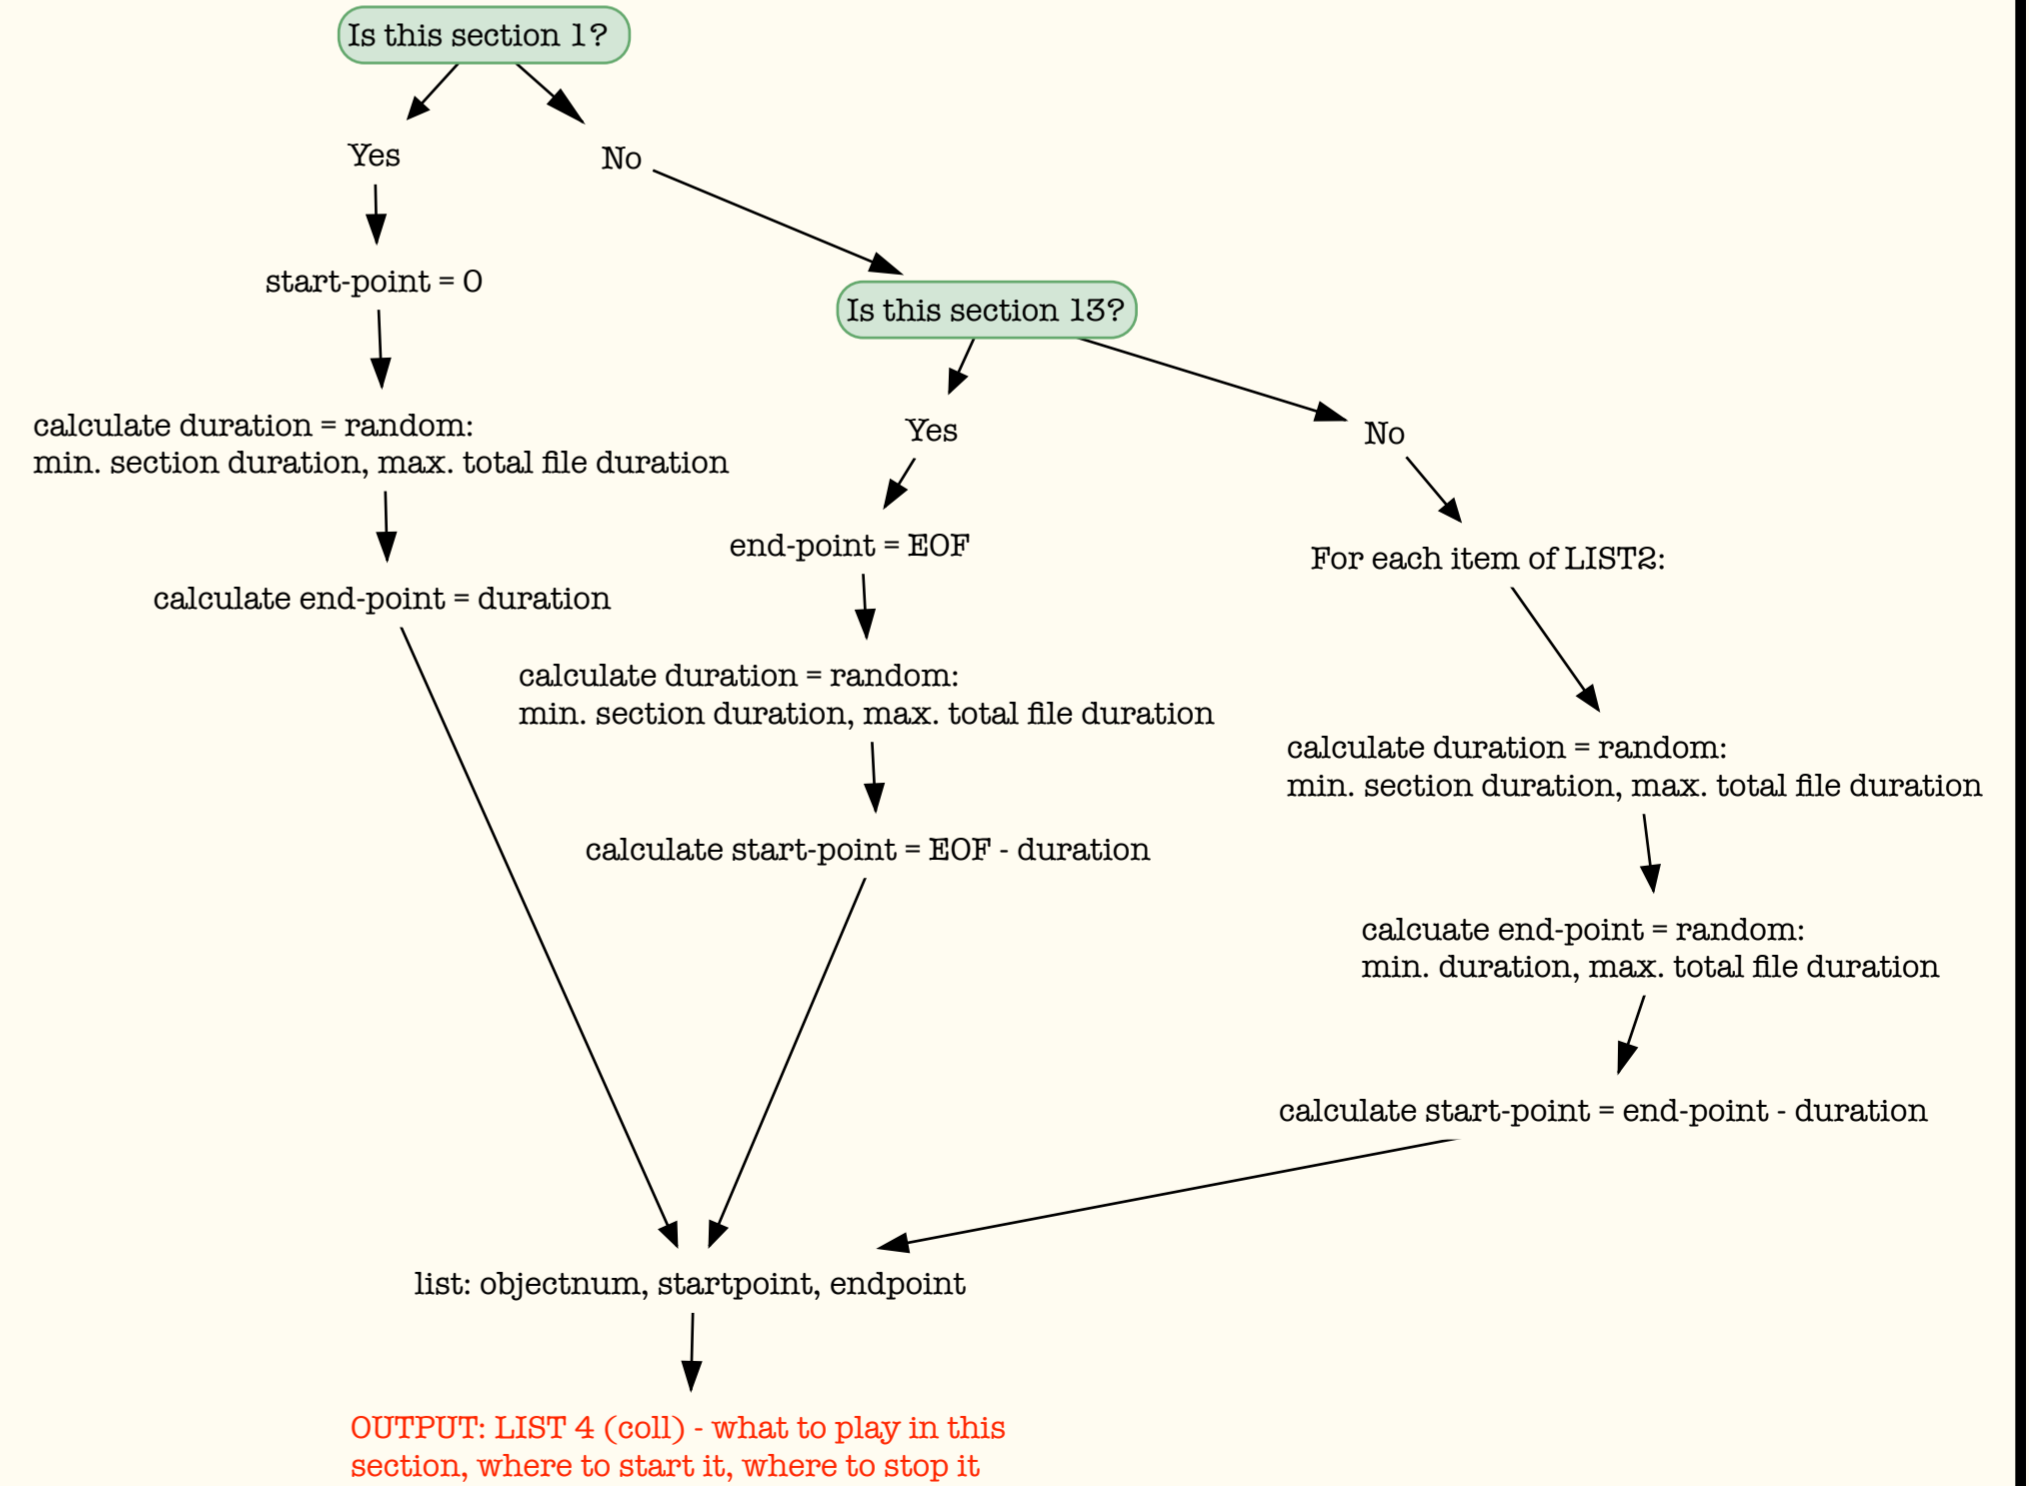 Is this section 1?
Yes
No
start-point = 0
Is this section 13?
calculate duration = random:
min. section duration, max. total file duration
Yes
No
calculate end-point = duration
end-point = EOF
For each item of LIST2:
calculate duration = random:
min. section duration, max. total file duration
calculate duration = random:
min. section duration, max. total file duration
calculate start-point = EOF - duration
calcuate end-point = random:
min. duration, max. total file duration
calculate start-point = end-point - duration
list: objectnum, startpoint, endpoint
OUTPUT: LIST 4 (coll) - what to play in this
section, where to start it, where to stop it